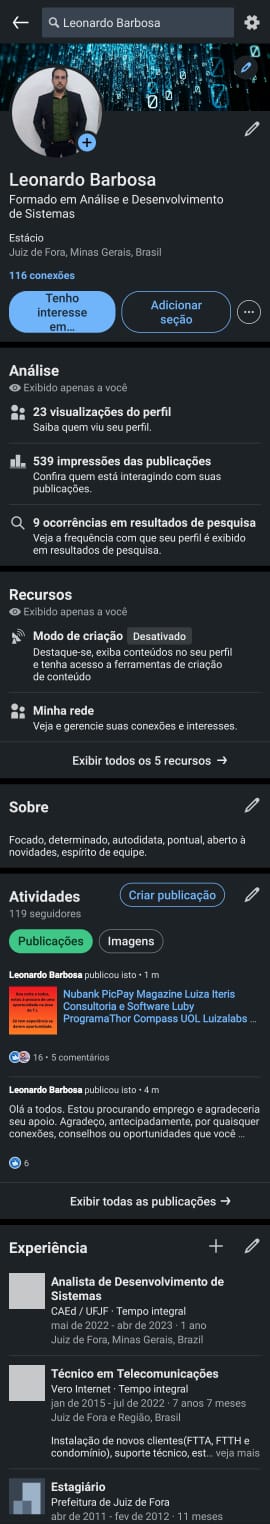 Leonardo Barbosa
Leonardo Barbosa
Formado em Análise e Desenvolvimento
de Sistemas
Estácio
Juiz de Fora, Minas Gerais, Brasil
116 conexões
Tenho
interesse
em...
Adicionar
seção
Análise
Exibido apenas a você
23 visualizações do perfil
Saiba quem viu seu perfil.
539 impressões das publicações
Confira quem está interagindo com suas
publicações.
9 ocorrências em resultados de pesquisa
Veja a frequência com que seu perfil é exibido
em resultados de pesquisa.
Recursos
Exibido apenas a você
Modo de criação Desativado
Destaque-se, exiba conteúdos no seu perfil
e tenha acesso a ferramentas de criação
de conteúdo
Minha rede
Veja e gerencie suas conexões e interesses.
Exibir todos os 5 recursos →
Sobre
Focado, determinado, autodidata, pontual, aberto à
novidades, espírito de equipe.
Atividades
Criar publicação
119 seguidores
Publicações
Imagens
Leonardo Barbosa publicou isto • 1 m
Nubank PicPay Magazine Luiza Iteris
Consultoria e Software Luby
ProgramaThor Compass UOL Luizalabs ...
16 • 5 comentários
Leonardo Barbosa publicou isto • 4 m
Olá a todos. Estou procurando emprego e agradeceria
seu apoio. Agradeço, antecipadamente, por quaisquer
conexões, conselhos ou oportunidades que você ...
6
Exibir todas as publicações →
Experiência
Analista de Desenvolvimento de
Sistemas
CAEd / UFJF · Tempo integral
mai de 2022 - abr de 2023 · 1 ano
Juiz de Fora, Minas Gerais, Brazil
Técnico em Telecomunicações
Vero Internet · Tempo integral
jan de 2015 - jul de 2022 · 7 anos 7 meses
Juiz de Fora e Região, Brasil
Instalação de novos clientes(FTTA, FTTH e
condomínio), suporte técnico, est... veja mais
Estagiário
Prefeitura de Juiz de Fora
abr de 2011 - fev de 2012 · 11 meses